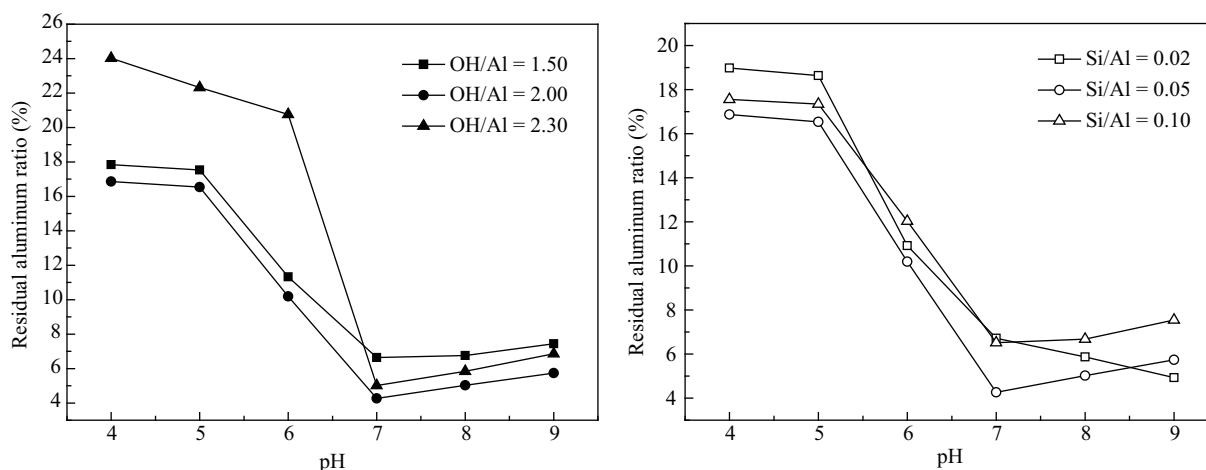 26
24
22
20
18
16
14
12
10
8
6
4
Residual aluminum ratio (%)
OH/Al = 1.50
OH/Al = 2.00
OH/Al = 2.30
4 5 6 7 8 9
pH
20
18
16
14
12
10
8
6
4
Residual aluminum ratio (%)
Si/Al = 0.02
Si/Al = 0.05
Si/Al = 0.10
4 5 6 7 8 9
pH